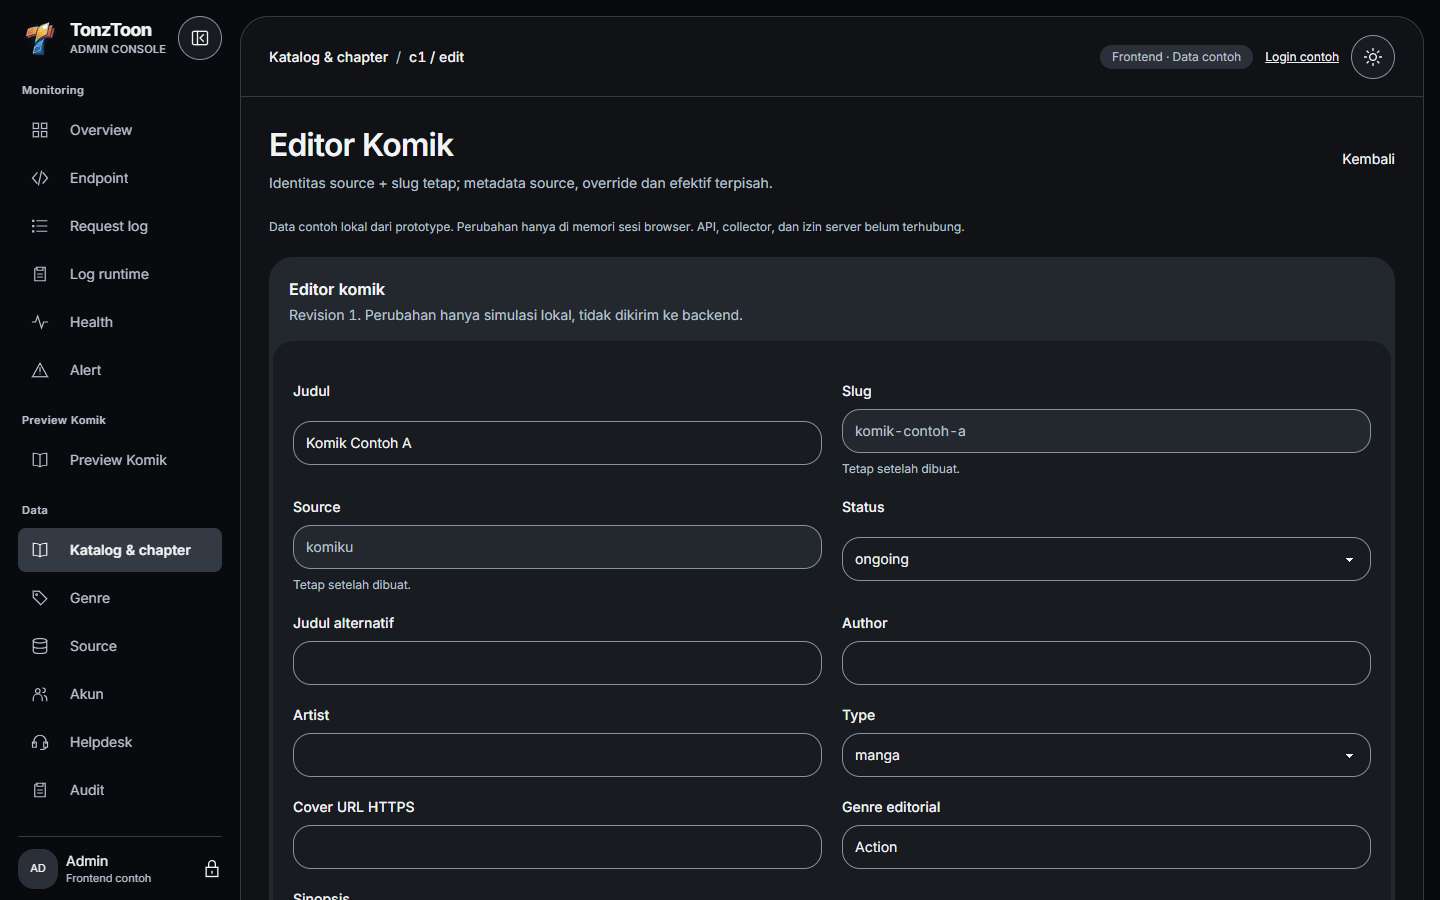 TonzToon
ADMIN CONSOLE
Monitoring
Overview
Endpoint
Request log
Log runtime
Health
Alert
Preview Komik
Preview Komik
Data
Katalog & chapter
Genre
Source
Akun
Helpdesk
Audit
AD
Admin
Frontend contoh
Katalog & chapter / c1 / edit
Frontend · Data contoh
Login contoh
Editor Komik
Identitas source + slug tetap; metadata source, override dan efektif terpisah.
Kembali
Data contoh lokal dari prototype. Perubahan hanya di memori sesi browser. API, collector, dan izin server belum terhubung.
Editor komik
Revision 1. Perubahan hanya simulasi lokal, tidak dikirim ke backend.
Judul
Komik Contoh A
Slug
komik-contoh-a
Tetap setelah dibuat.
Source
komiku
Tetap setelah dibuat.
Status
ongoing
Judul alternatif
Author
Artist
Type
manga
Cover URL HTTPS
Genre editorial
Action
Sinopsis